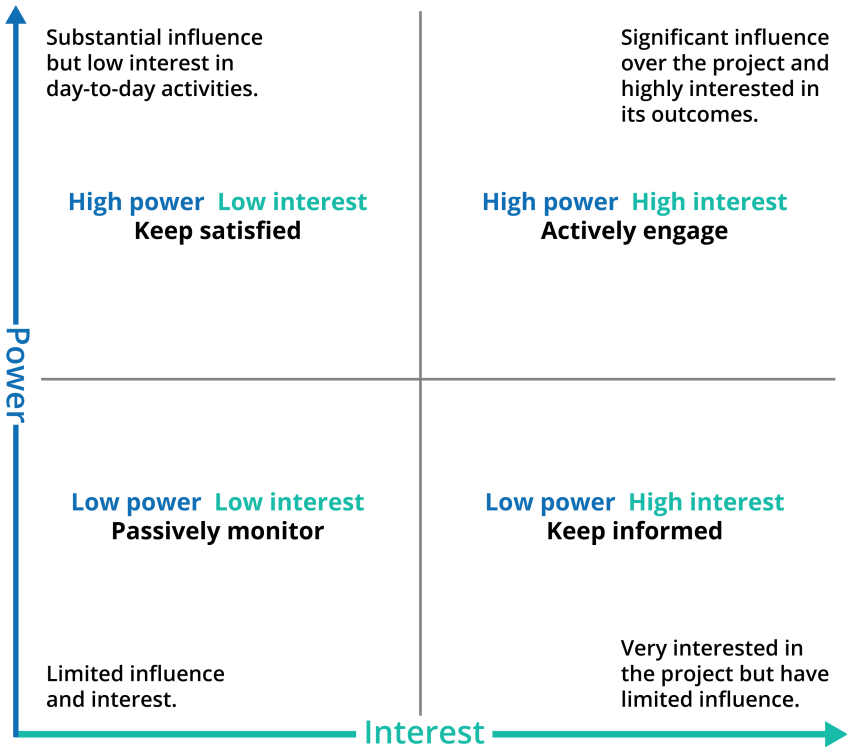 Substantial influence
but low interest in
day-to-day activities.
Significant influence
over the project and
highly interested in
its outcomes.
High power Low interest
Keep satisfied
High power High interest
Actively engage
Power
Low power Low interest
Passively monitor
Low power High interest
Keep informed
Limited influence
and interest.
Very interested in
the project but have
limited influence.
Interest